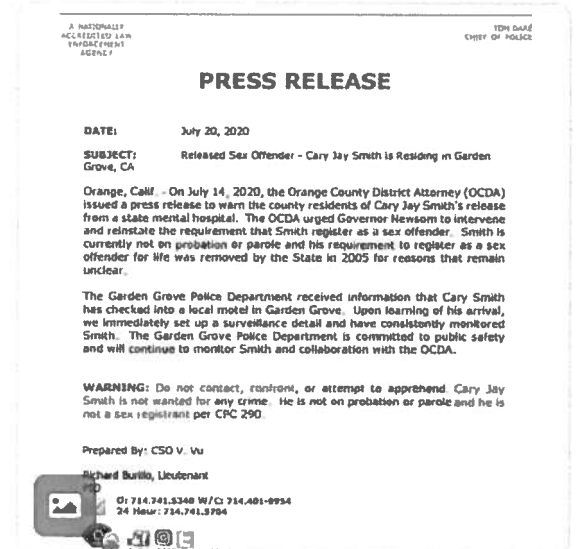 A NATIONALLY
ACCREDITED LAW
ENFORCEMENT
AGENCY
TOM DARÉ
CHIEF OF POLICE
PRESS RELEASE
DATE: July 20, 2020
SUBJECT: Released Sex Offender - Cary Jay Smith is Residing in Garden
Grove, CA
Orange, Calif. - On July 14, 2020, the Orange County District Attorney (OCDA)
issued a press release to warn the county residents of Cary Jay Smith's release
from a state mental hospital. The OCDA urged Governor Newsom to intervene
and reinstate the requirement that Smith register as a sex offender. Smith is
currently not on probation or parole and his requirement to register as a sex
offender for life was removed by the State in 2005 for reasons that remain
unclear.
The Garden Grove Police Department received information that Cary Smith
has checked into a local motel in Garden Grove. Upon learning of his arrival,
we immediately set up a surveillance detail and have consistently monitored
Smith. The Garden Grove Police Department is committed to public safety
and will continue to monitor Smith and collaboration with the OCDA.
WARNING: Do not contact, confront, or attempt to apprehend Cary Jay
Smith is not wanted for any crime. He is not on probation or parole and he is
not a sex registrant per CPC 290.
Prepared By: CSO V. Vu
Richard Burillo, Lieutenant
O: 714.741.5340 W/C: 714.401-9954
24 Hour: 714.741.5704